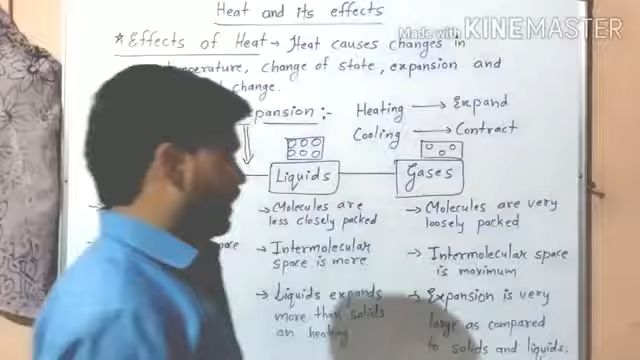 Heat and its effects
Made with KINEMASTER
*Effects of Heat → Heat causes changes in
temperature, change of state, expansion and
change.
Expansion :-
Heating → Expand
Cooling → Contract
Liquids
→ Molecules are
less closely packed
→ Intermolecular
space is more
→ Liquids expands
more than solids
on heating
Gases
→ Molecules are very
loosely packed
→ Intermolecular space
is maximum
→ Expansion is very
large as compared
to solids and liquids.